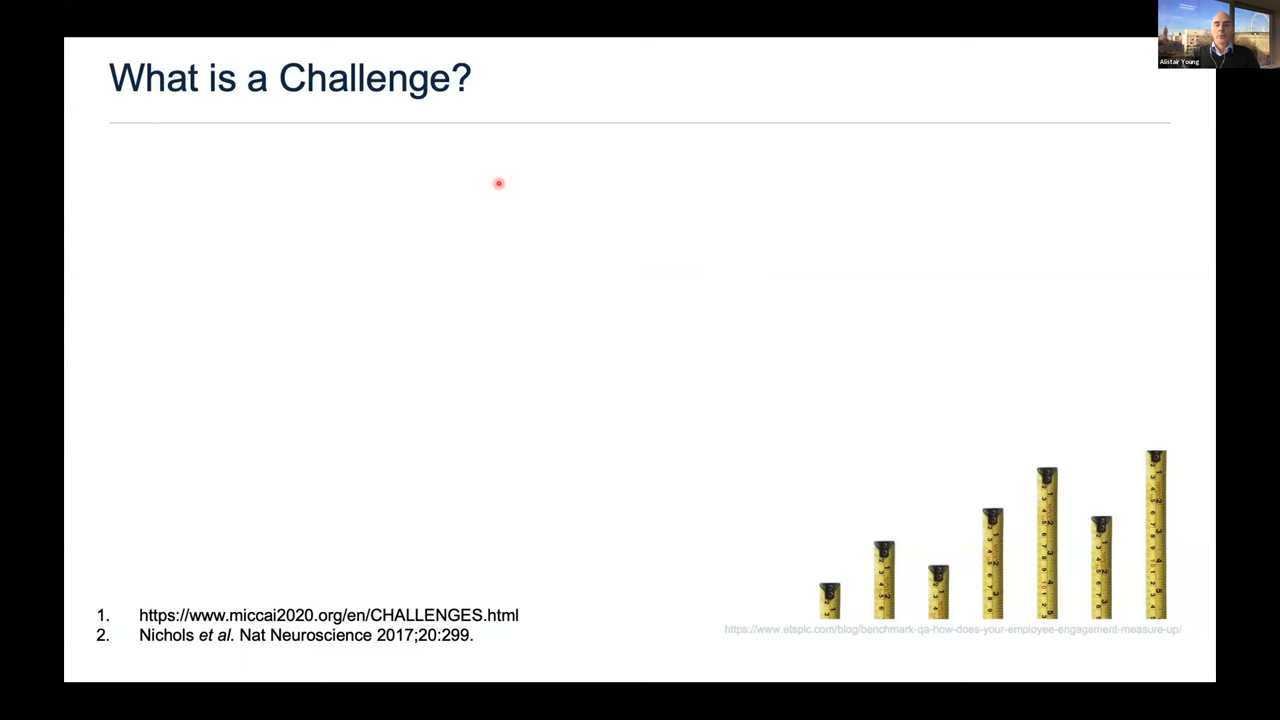 What is a Challenge?
Alistair Young
1. https://www.miccai2020.org/en/CHALLENGES.html
2. Nichols et al. Nat Neuroscience 2017;20:299.
https://www.etspic.com/blog/benchmark-qa-how-does-your-employee-engagement-measure-up/